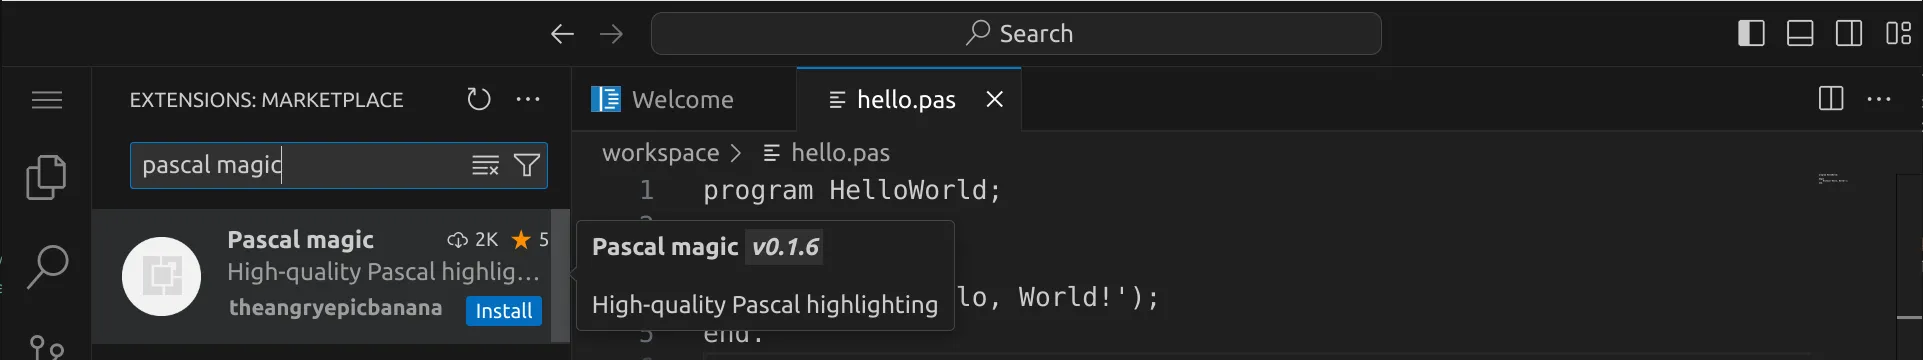 Search
EXTENSIONS: MARKETPLACE
Welcome
hello.pas
pascal magic
workspace > hello.pas
1 program HelloWorld;
Pascal magic 2K ★ 5
High-quality Pascal highlig...
theangryepicbanana Install
Pascal magic v0.1.6
High-quality Pascal highlighting
lo, World!');
5 end.